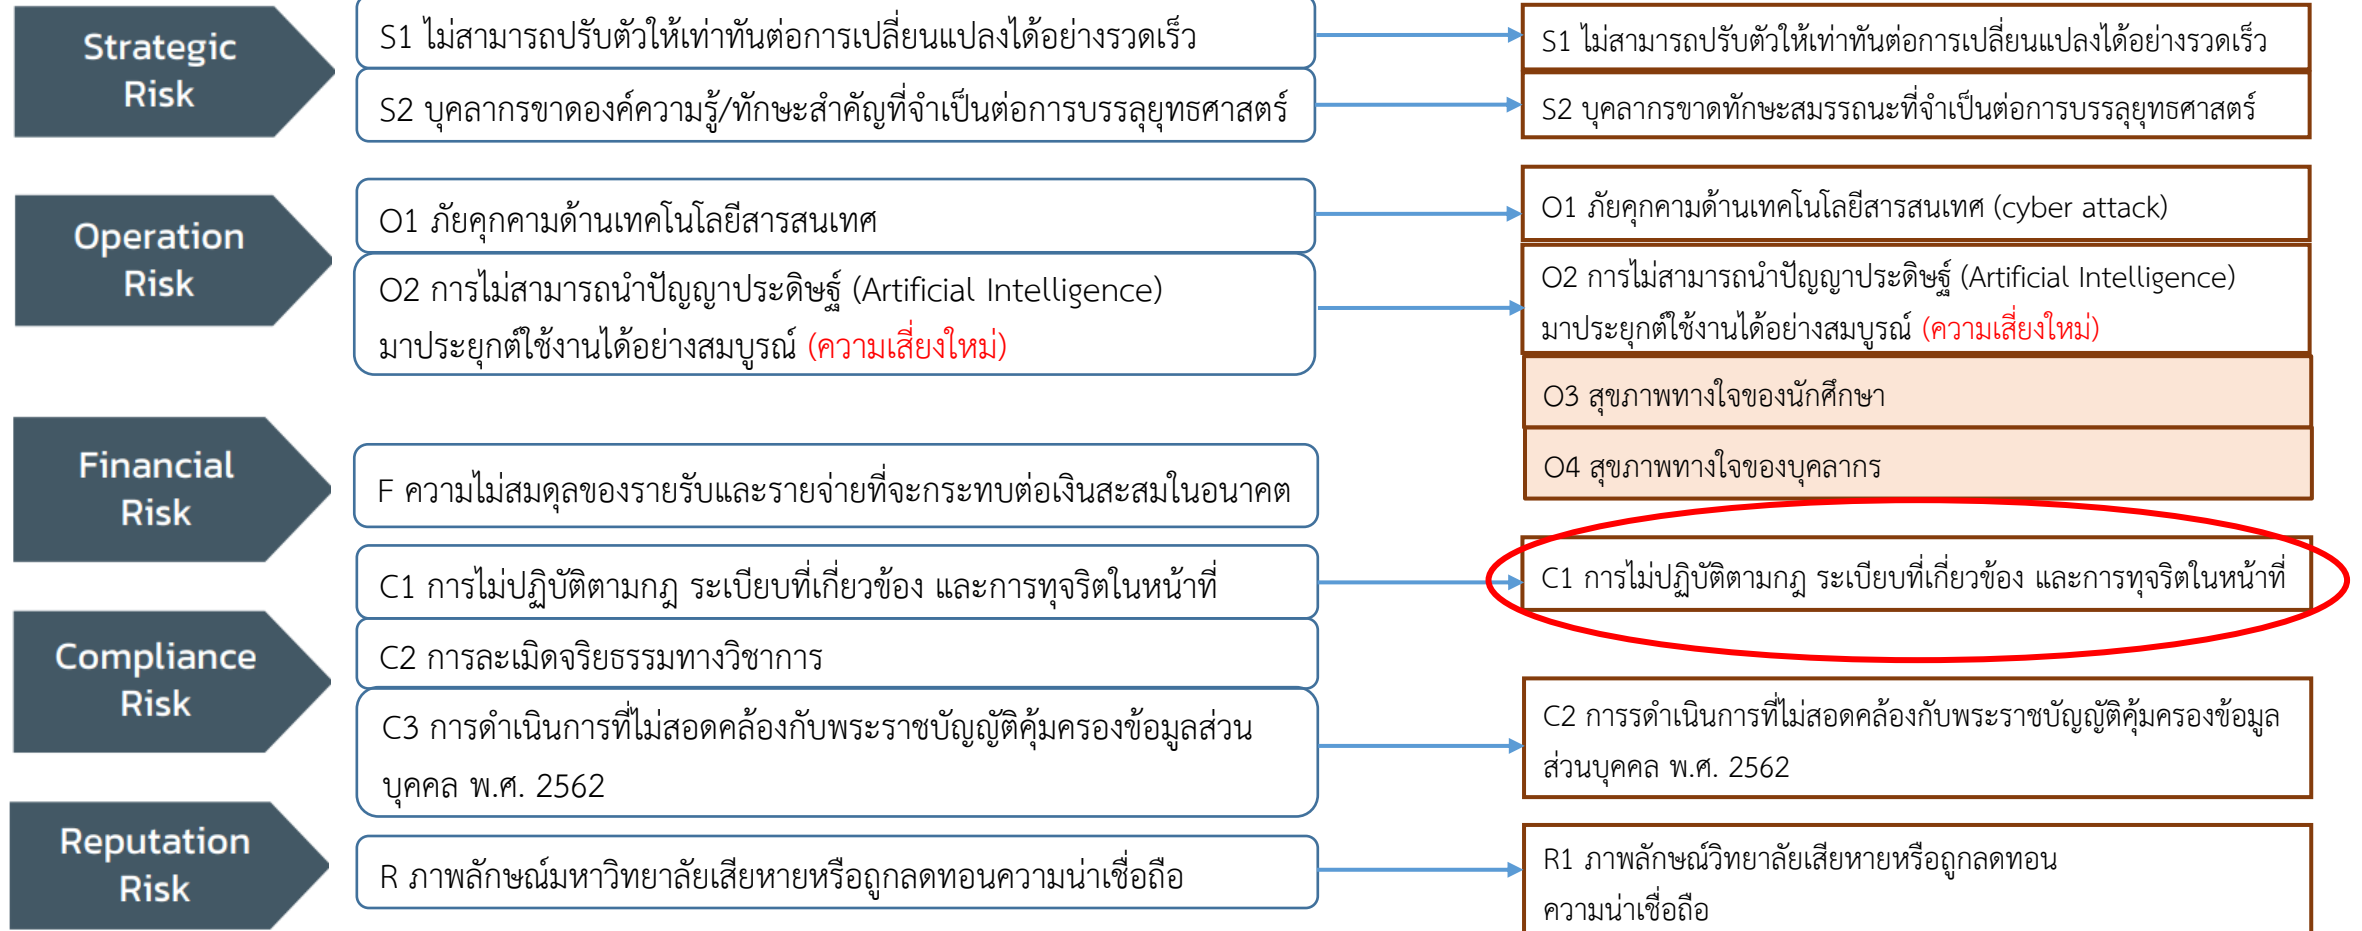 Strategic
Risk
S1 ไม่สามารถปรับตัวให้เท่าทันต่อการเปลี่ยนแปลงได้อย่างรวดเร็ว
S2 บุคลากรขาดองค์ความรู้/ทักษะสำคัญที่จำเป็นต่อการบรรลุยุทธศาสตร์
S1 ไม่สามารถปรับตัวให้เท่าทันต่อการเปลี่ยนแปลงได้อย่างรวดเร็ว
S2 บุคลากรขาดทักษะสมรรถนะที่จำเป็นต่อการบรรลุยุทธศาสตร์
Operation
Risk
O1 ภัยคุกคามด้านเทคโนโลยีสารสนเทศ
O2 การไม่สามารถนำปัญญาประดิษฐ์ (Artificial Intelligence)
มาประยุกต์ใช้งานได้อย่างสมบูรณ์ (ความเสี่ยงใหม่)
O1 ภัยคุกคามด้านเทคโนโลยีสารสนเทศ (cyber attack)
O2 การไม่สามารถนำปัญญาประดิษฐ์ (Artificial Intelligence)
มาประยุกต์ใช้งานได้อย่างสมบูรณ์ (ความเสี่ยงใหม่)
O3 สุขภาพทางใจของนักศึกษา
O4 สุขภาพทางใจของบุคลากร
Financial
Risk
F ความไม่สมดุลของรายรับและรายจ่ายที่จะกระทบต่อเงินสะสมในอนาคต
Compliance
Risk
C1 การไม่ปฏิบัติตามกฎ ระเบียบที่เกี่ยวข้อง และการทุจริตในหน้าที่
C2 การละเมิดจริยธรรมทางวิชาการ
C3 การดำเนินการที่ไม่สอดคล้องกับพระราชบัญญัติคุ้มครองข้อมูลส่วน
บุคคล พ.ศ. 2562
C1 การไม่ปฏิบัติตามกฎ ระเบียบที่เกี่ยวข้อง และการทุจริตในหน้าที่
C2 การรดำเนินการที่ไม่สอดคล้องกับพระราชบัญญัติคุ้มครองข้อมูล
ส่วนบุคคล พ.ศ. 2562
Reputation
Risk
R ภาพลักษณ์มหาวิทยาลัยเสียหายหรือถูกลดทอนความน่าเชื่อถือ
R1 ภาพลักษณ์วิทยาลัยเสียหายหรือถูกลดทอน
ความน่าเชื่อถือ